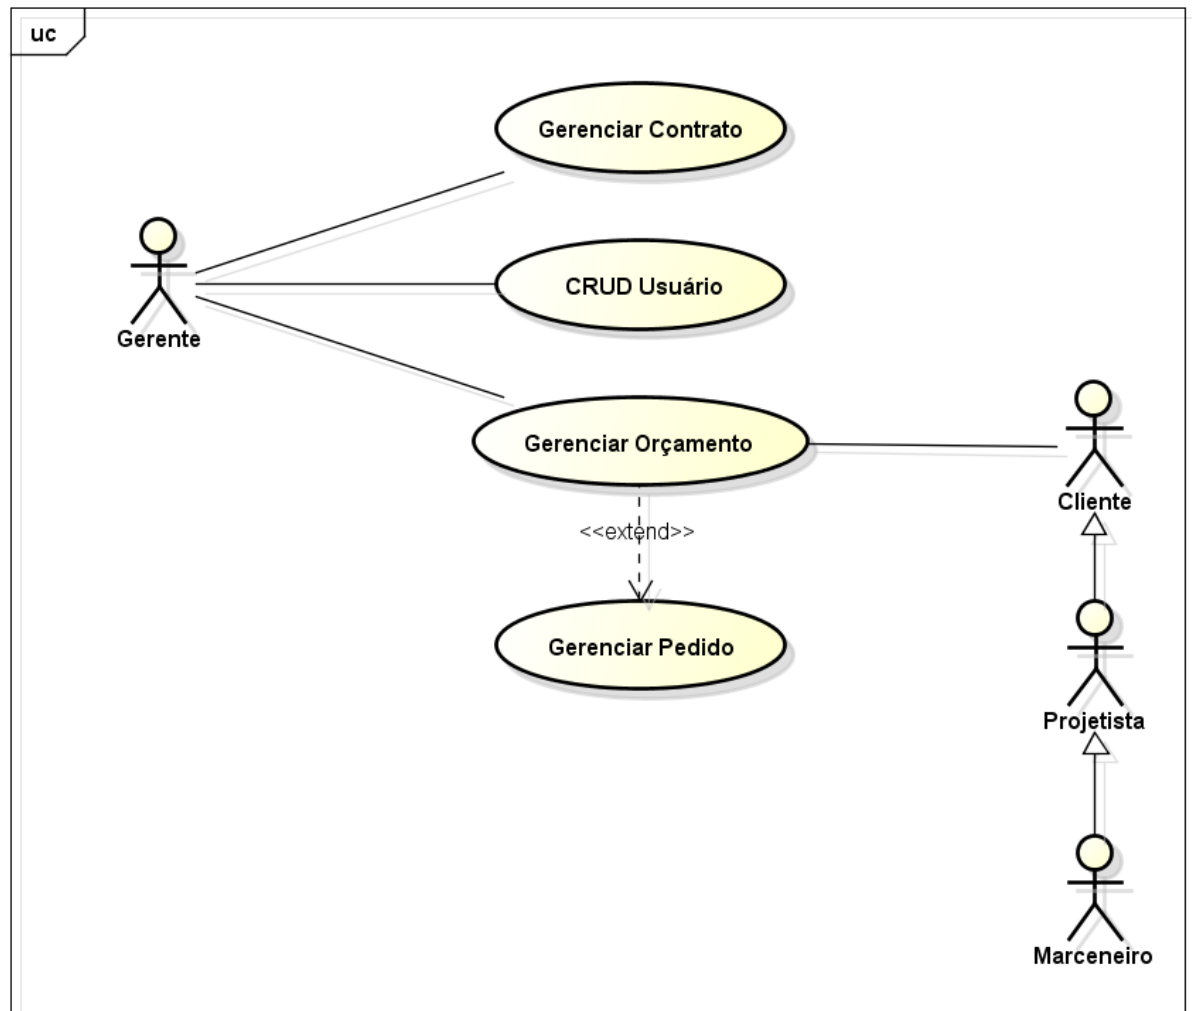 uc
Gerenciar Contrato
CRUD Usuário
Gerente
Gerenciar Orçamento
Cliente
<<extend>>
Gerenciar Pedido
Projetista
Marceneiro